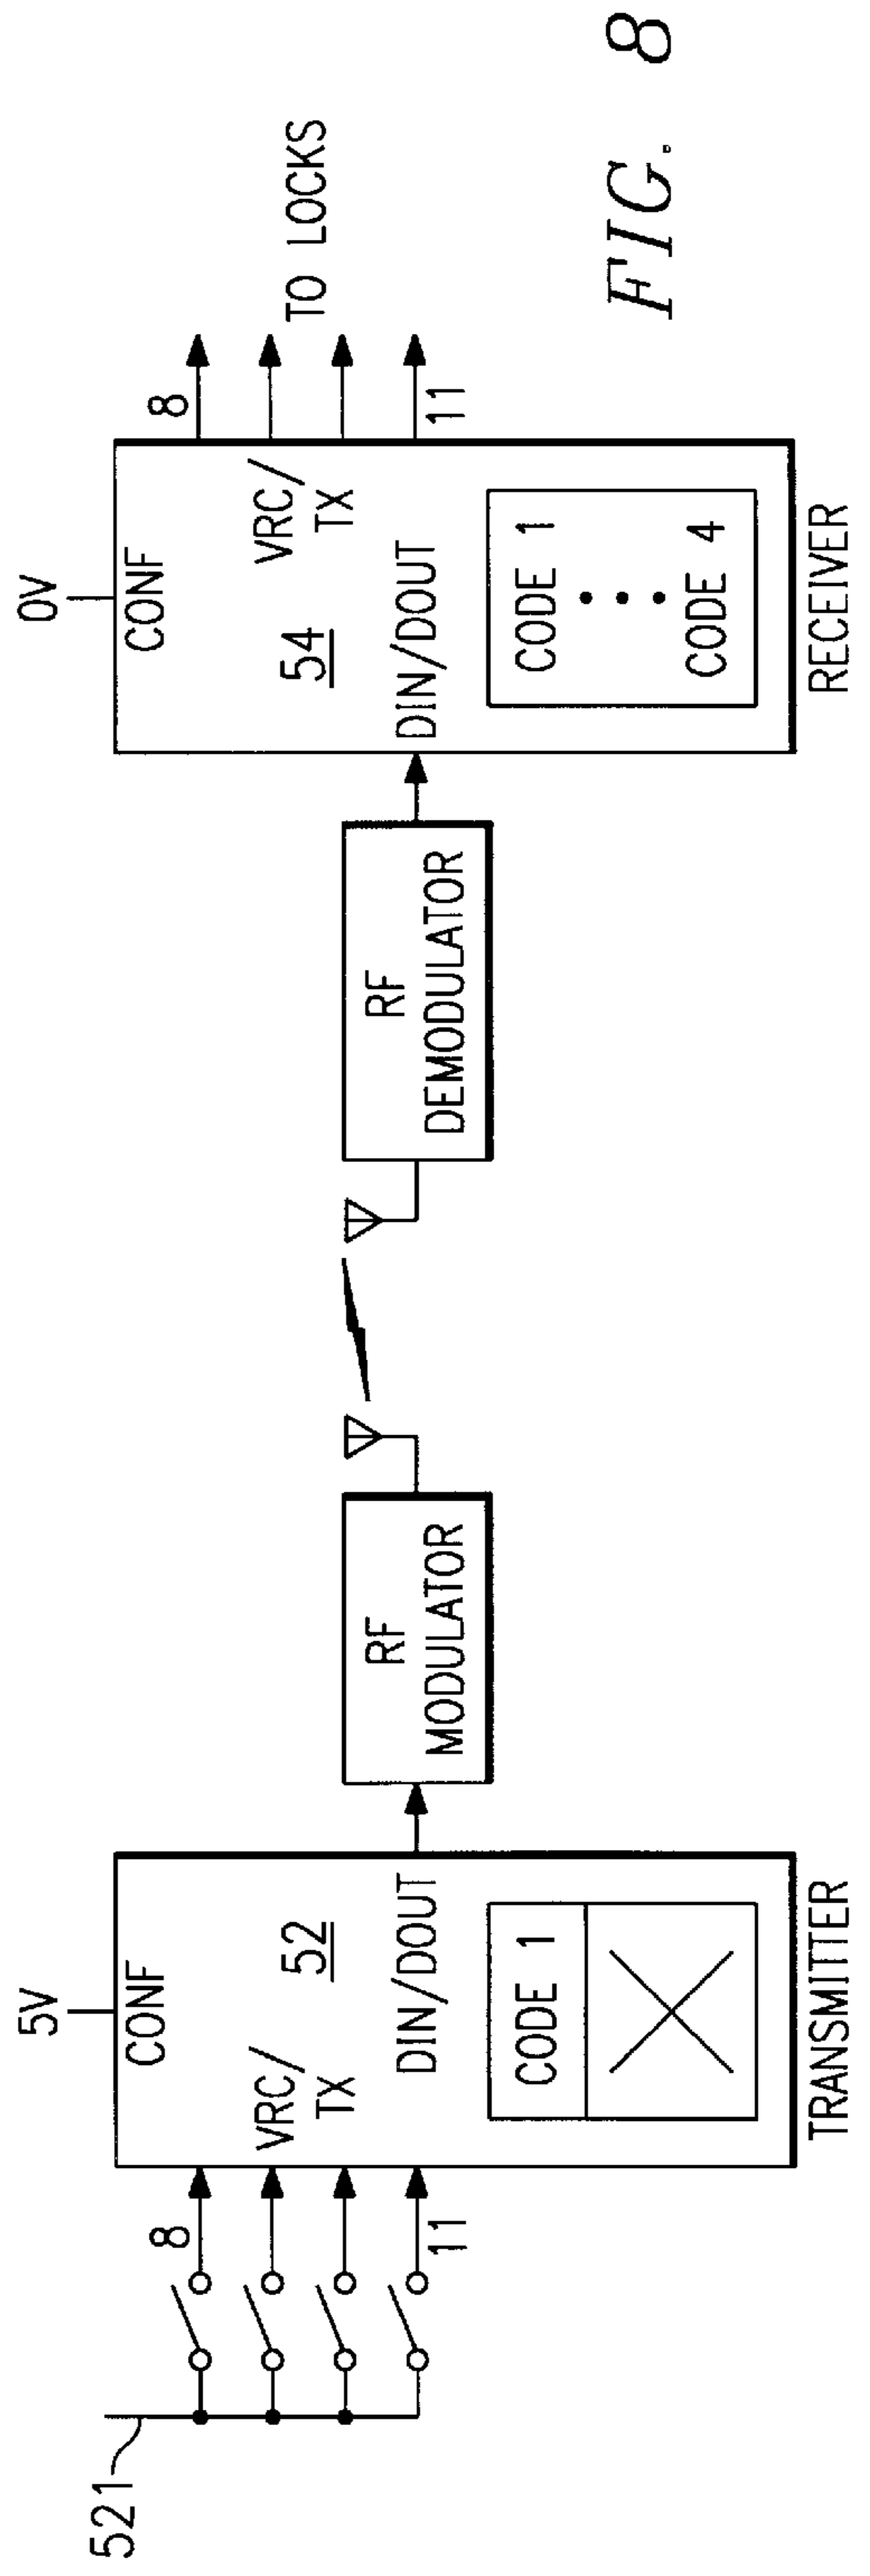 521
8
11
5V
CONF
VRC/
TX
52
DIN/DOUT
CODE 1
TRANSMITTER
RF
MODULATOR
RF
DEMODULATOR
0V
CONF
54
VRC/
TX
DIN/DOUT
CODE 1
CODE 4
RECEIVER
8
11
TO LOCKS
FIG. 8